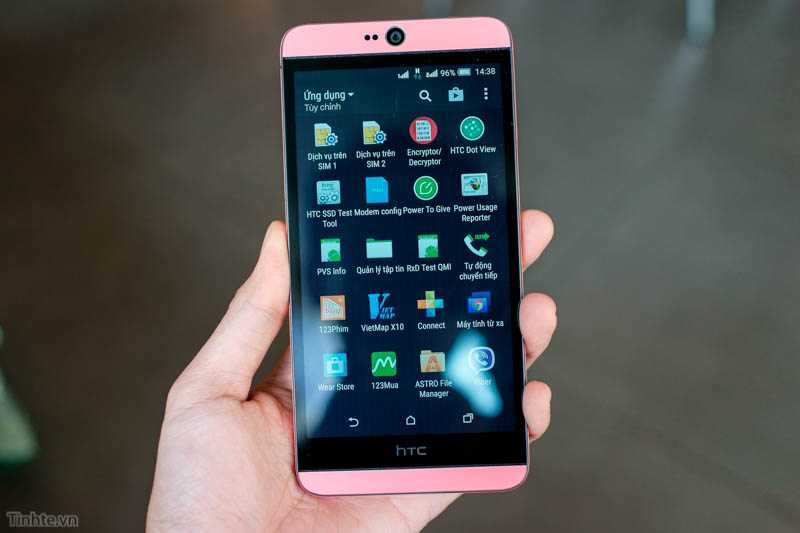 96% 14:38
Ứng dụng
Tùy chỉnh
Dịch vụ trên
SIM 1
Dịch vụ trên
SIM 2
Encryptor/
Decryptor
HTC Dot View
HTC SSD Test
Tool
Modem config
Power To Give
Power Usage
Reporter
PVS Info
Quản lý tập tin
RxD Test QMI
Tự động
chuyển tiếp
123Phim
VIET
MAP
VietMap X10
Connect
Máy tính từ xa
Wear Store
123Mua
ASTRO File
Manager
Viber
hTC
Tinhte.vn